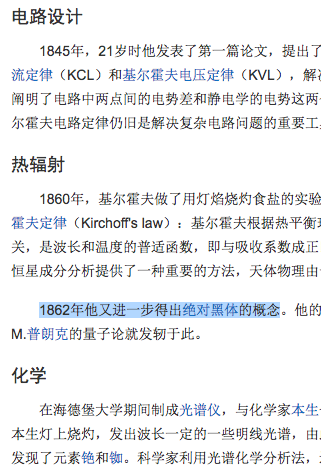 电路设计
1845年，21岁时他发表了第一篇论文，提出了
流定律（KCL）和基尔霍夫电压定律（KVL），解决
阐明了电路中两点间的电势差和静电学的电势这两
尔霍夫电路定律仍旧是解决复杂电路问题的重要工
热辐射
1860年，基尔霍夫做了用灯焰烧灼食盐的实验
霍夫定律（Kirchoff's law）：基尔霍夫根据热平衡理
关，是波长和温度的普适函数，即与吸收系数成正
恒星成分分析提供了一种重要的方法，天体物理由
1862年他又进一步得出绝对黑体的概念。他的
M.普朗克的量子论就发轫于此。
化学
在海德堡大学期间制成光谱仪，与化学家本生
本生灯上烧灼，发出波长一定的一些明线光谱，由
发现了元素铯和铷。科学家利用光谱化学分析法，